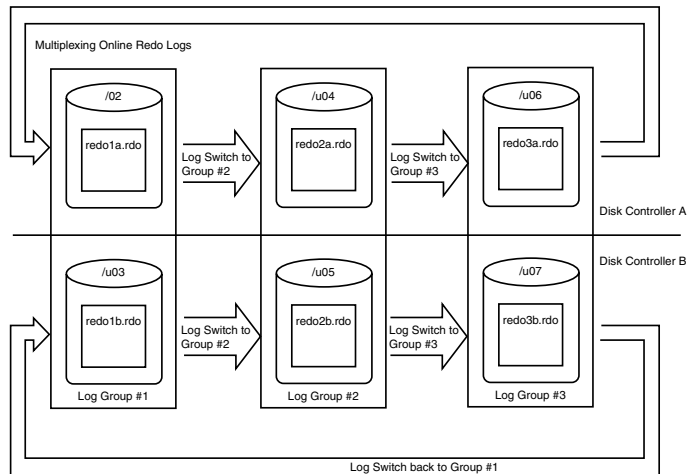 Multiplexing Online Redo Logs
/02
/u04
/u06
redo1a.rdo
redo2a.rdo
redo3a.rdo
Log Switch to
Group #2
Log Switch to
Group #3
Disk Controller A
Disk Controller B
/u03
/u05
/u07
redo1b.rdo
redo2b.rdo
redo3b.rdo
Log Switch to
Group #2
Log Switch to
Group #3
Log Group #1
Log Group #2
Log Group #3
Log Switch back to Group #1